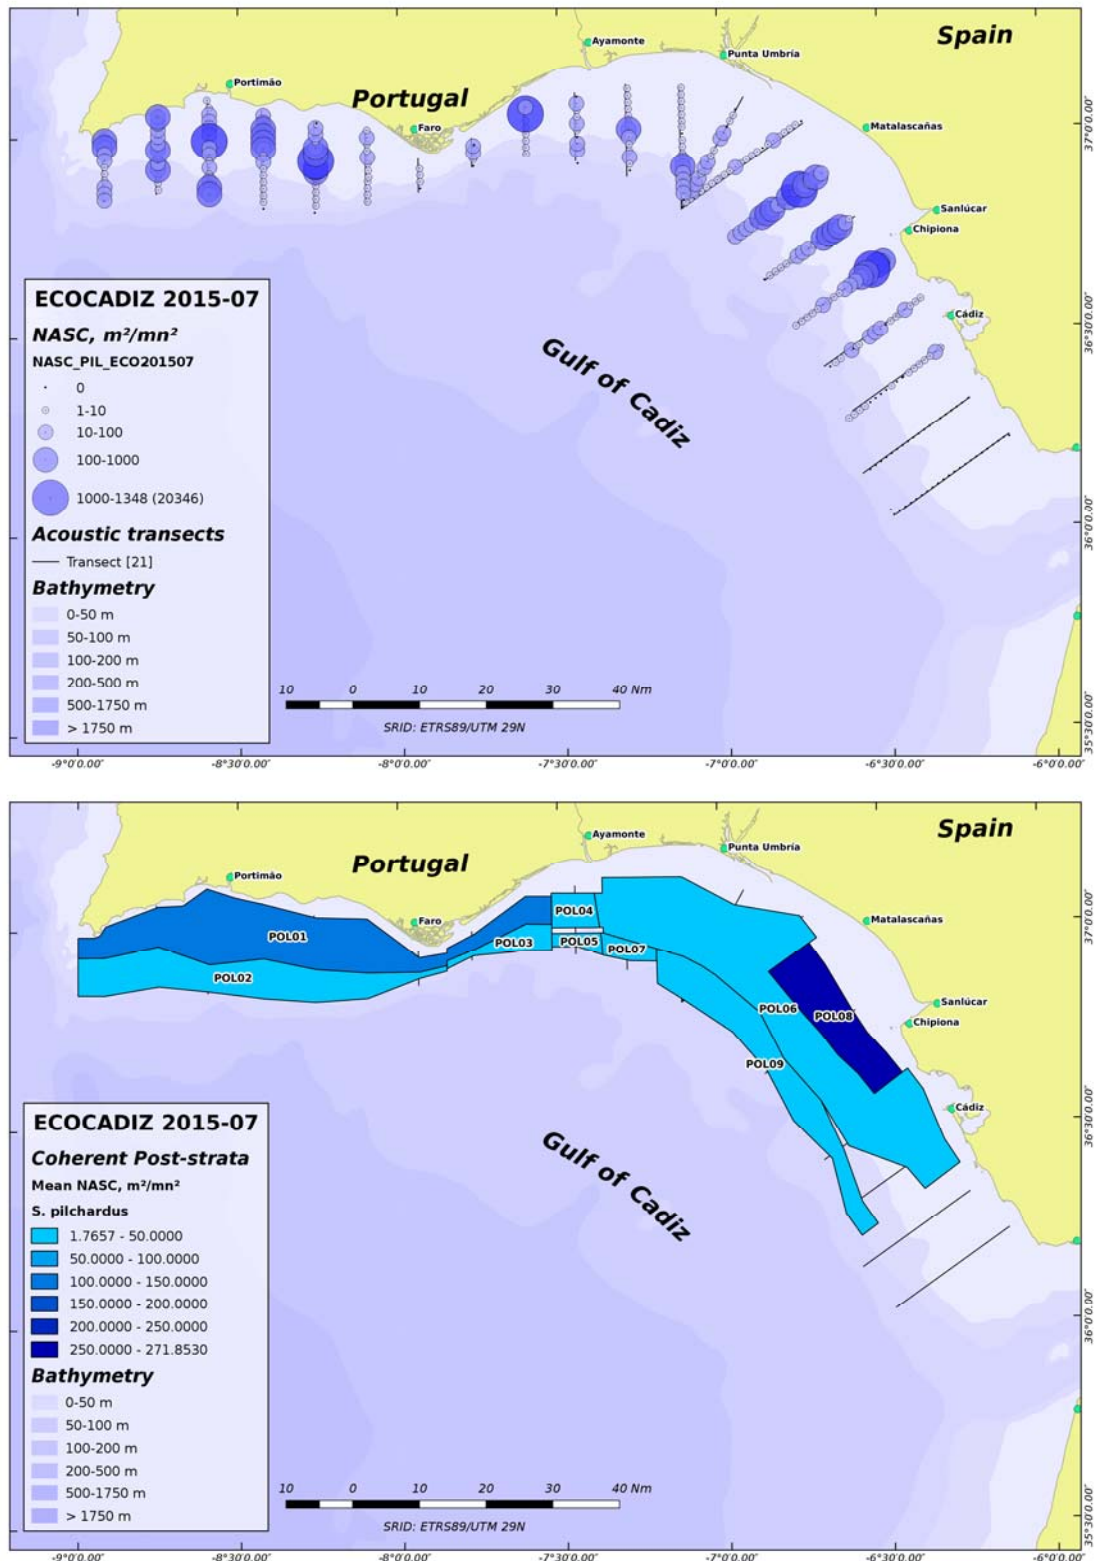 Spain
Ayamonte
Punta Umbría
Portimão
Portugal
Faro
Matalascañas
37°0'0.00"
Sanlúcar
Chipiona
ECOCADIZ 2015-07
NASC, m²/mn²
NASC_PIL_ECO201507
0
1-10
10-100
100-1000
1000-1348 (20346)
Acoustic transects
Transect [21]
Bathymetry
0-50 m
50-100 m
100-200 m
200-500 m
500-1750 m
> 1750 m
Cádiz
36°30'0.00"
Gulf of Cadiz
36°0'0.00"
10 0 10 20 30 40 Nm
SRID: ETRS89/UTM 29N
35°30'0.00"
-9°0'0.00" -8°30'0.00" -8°0'0.00" -7°30'0.00" -7°0'0.00" -6°30'0.00" -6°0'0.00"
Spain
Ayamonte
Punta Umbría
Portugal
Portimão
Faro
Matalascañas
37°0'0.00"
POL01
POL02
POL03
POL04
POL05
POL07
POL06
POL08
POL09
Sanlúcar
Chipiona
Cádiz
36°30'0.00"
ECOCADIZ 2015-07
Coherent Post-strata
Mean NASC, m²/mn²
S. pilchardus
1.7657 - 50.0000
50.0000 - 100.0000
100.0000 - 150.0000
150.0000 - 200.0000
200.0000 - 250.0000
250.0000 - 271.8530
Bathymetry
0-50 m
50-100 m
100-200 m
200-500 m
500-1750 m
> 1750 m
Gulf of Cadiz
36°0'0.00"
10 0 10 20 30 40 Nm
SRID: ETRS89/UTM 29N
35°30'0.00"
-9°0'0.00" -8°30'0.00" -8°0'0.00" -7°30'0.00" -7°0'0.00" -6°30'0.00" -6°0'0.00"